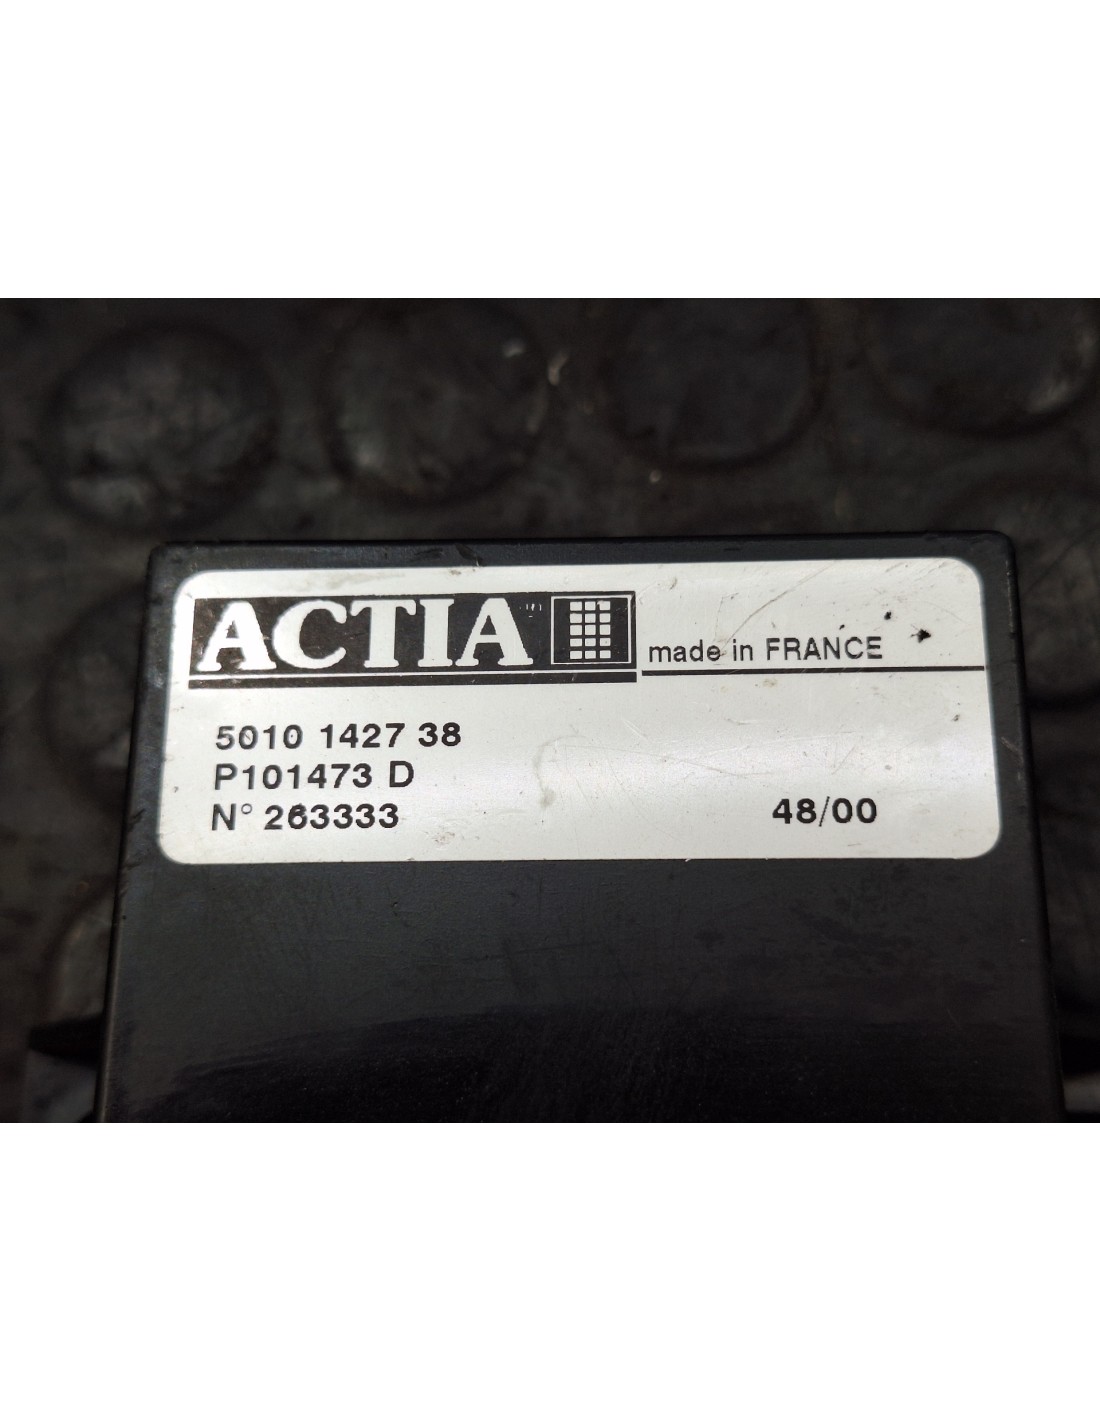 ACTIA
made in FRANCE
5010 1427 38
P101473 D
N° 263333
48/00